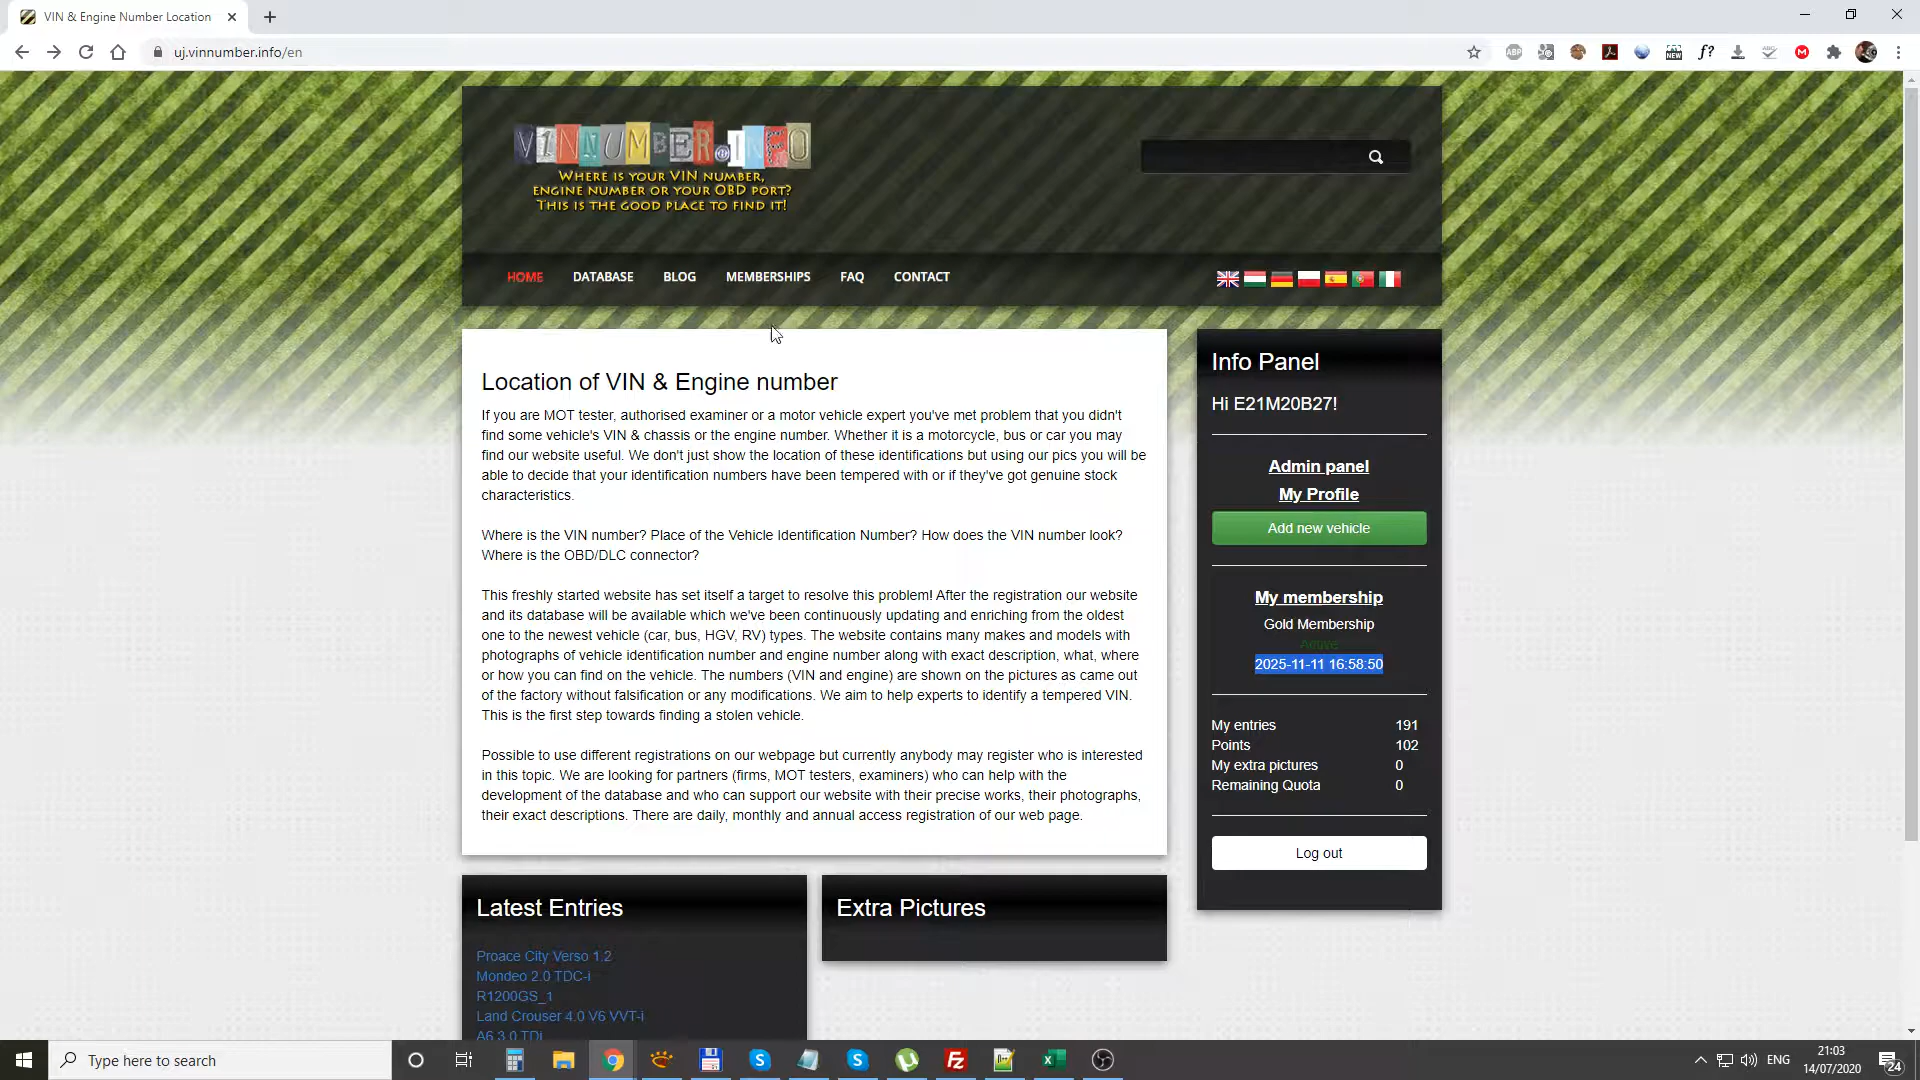 VIN & Engine Number Location
uj.vinnumber.info/en
ABP
NEW
f?
VINNUMBER@INFO
WHERE IS YOUR VIN NUMBER,
ENGINE NUMBER OR YOUR OBD PORT?
THIS IS THE GOOD PLACE TO FIND IT!
HOME DATABASE BLOG MEMBERSHIPS FAQ CONTACT
Location of VIN & Engine number
If you are MOT tester, authorised examiner or a motor vehicle expert you've met problem that you didn't
find some vehicle's VIN & chassis or the engine number. Whether it is a motorcycle, bus or car you may
find our website useful. We don't just show the location of these identifications but using our pics you will be
able to decide that your identification numbers have been tempered with or if they've got genuine stock
characteristics.
Where is the VIN number? Place of the Vehicle Identification Number? How does the VIN number look?
Where is the OBD/DLC connector?
This freshly started website has set itself a target to resolve this problem! After the registration our website
and its database will be available which we've been continuously updating and enriching from the oldest
one to the newest vehicle (car, bus, HGV, RV) types. The website contains many makes and models with
photographs of vehicle identification number and engine number along with exact description, what, where
or how you can find on the vehicle. The numbers (VIN and engine) are shown on the pictures as came out
of the factory without falsification or any modifications. We aim to help experts to identify a tempered VIN.
This is the first step towards finding a stolen vehicle.
Possible to use different registrations on our webpage but currently anybody may register who is interested
in this topic. We are looking for partners (firms, MOT testers, examiners) who can help with the
development of the database and who can support our website with their precise works, their photographs,
their exact descriptions. There are daily, monthly and annual access registration of our web page.
Info Panel
Hi E21M20B27!
Admin panel
My Profile
Add new vehicle
My membership
Gold Membership
Active
2025-11-11 16:58:50
My entries 191
Points 102
My extra pictures 0
Remaining Quota 0
Log out
Latest Entries
Proace City Verso 1.2
Mondeo 2.0 TDC-i
R1200GS_1
Land Crouser 4.0 V6 VVT-i
A6 3.0 TDi
Extra Pictures
Type here to search
ENG
21:03
14/07/2020
24